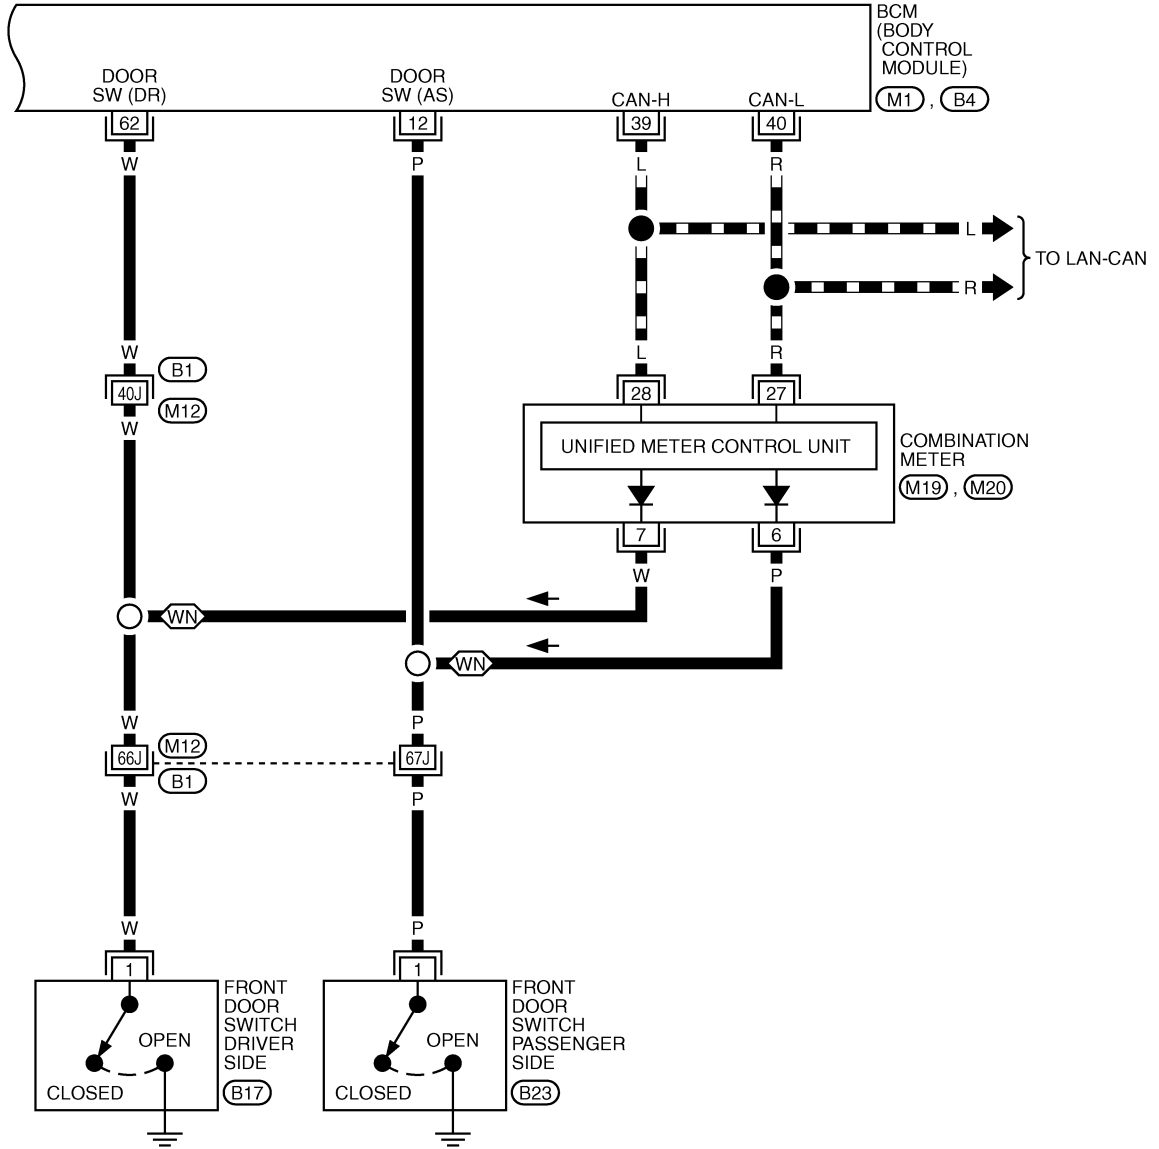 BCM
(BODY
CONTROL
MODULE)
M1 , B4
DOOR
SW (DR)
DOOR
SW (AS)
CAN-H
CAN-L
62
12
39
40
W
P
L
R
L
R
TO LAN-CAN
W
L
R
B1
40J
M12
W
28
27
UNIFIED METER CONTROL UNIT
COMBINATION
METER
M19 , M20
7
6
W
P
WN
WN
W
P
M12
66J
67J
B1
W
P
W
P
1
1
FRONT
DOOR
SWITCH
DRIVER
SIDE
B17
OPEN
CLOSED
FRONT
DOOR
SWITCH
PASSENGER
SIDE
B23
OPEN
CLOSED